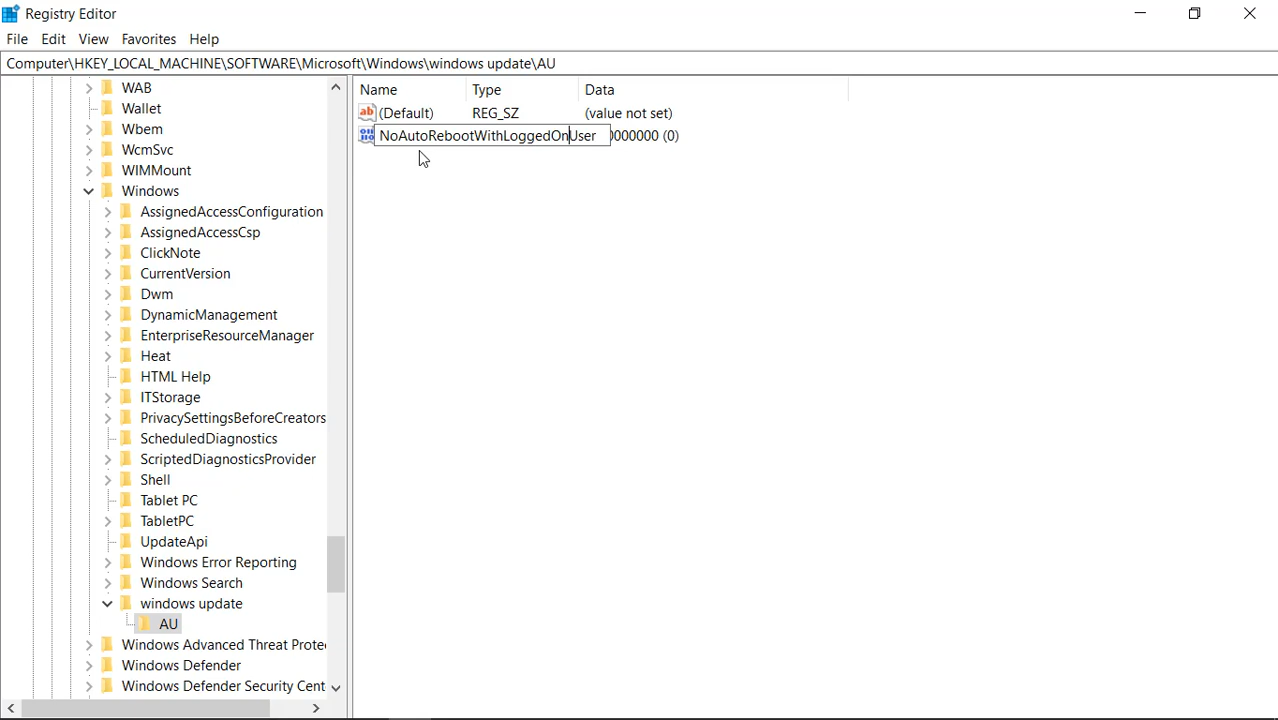 Registry Editor
File Edit View Favorites Help
Computer\HKEY_LOCAL_MACHINE\SOFTWARE\Microsoft\Windows\windows update\AU
WAB
Wallet
Wbem
WcmSvc
WIMMount
Windows
AssignedAccessConfiguration
AssignedAccessCsp
ClickNote
CurrentVersion
Dwm
DynamicManagement
EnterpriseResourceManager
Heat
HTML Help
ITStorage
PrivacySettingsBeforeCreators
ScheduledDiagnostics
ScriptedDiagnosticsProvider
Shell
Tablet PC
TabletPC
UpdateApi
Windows Error Reporting
Windows Search
windows update
AU
Windows Advanced Threat Prote
Windows Defender
Windows Defender Security Cent
Name Type Data
(Default) REG_SZ (value not set)
NoAutoRebootWithLoggedOnUser 0000000 (0)